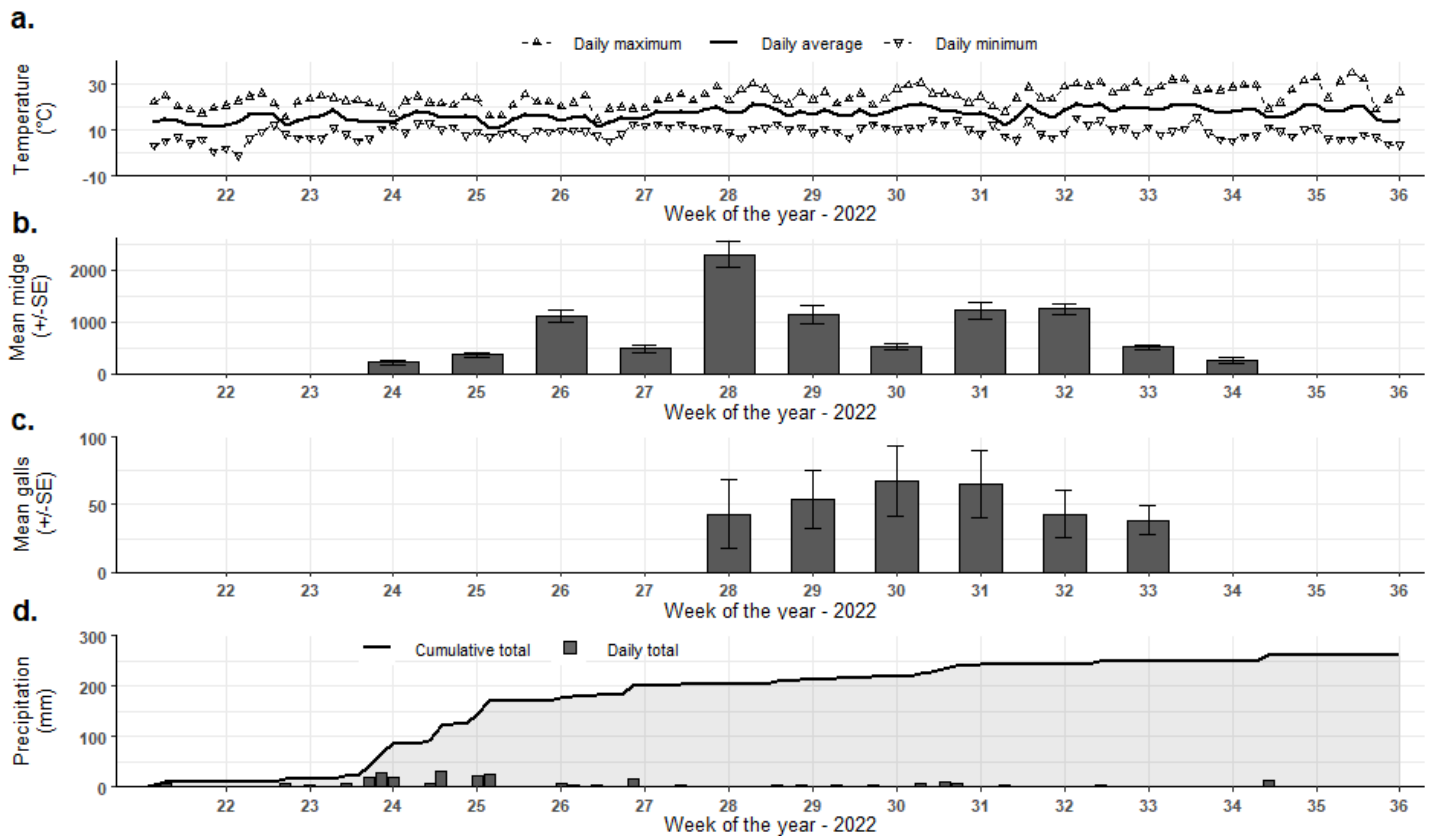 a.
Daily maximum Daily average Daily minimum
Temperature
(°C)
30
10
-10
22 23 24 25 26 27 28 29 30 31 32 33 34 35 36
Week of the year - 2022
b.
Mean midge
(+/-SE)
2000
1000
0
22 23 24 25 26 27 28 29 30 31 32 33 34 35 36
Week of the year - 2022
c.
Mean galls
(+/-SE)
100
50
0
22 23 24 25 26 27 28 29 30 31 32 33 34 35 36
Week of the year - 2022
d.
Cumulative total Daily total
Precipitation
(mm)
300
200
100
0
22 23 24 25 26 27 28 29 30 31 32 33 34 35 36
Week of the year - 2022